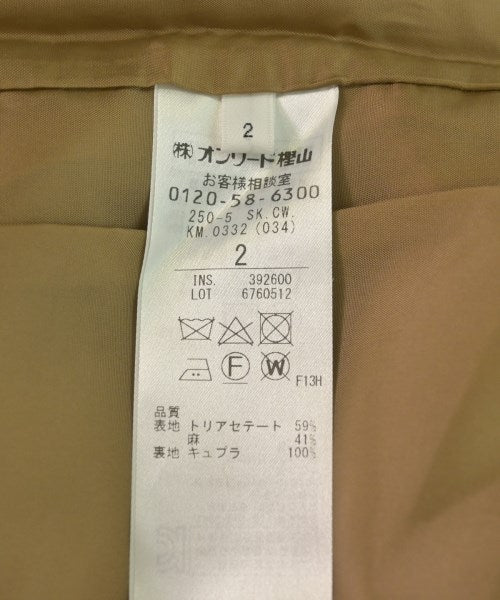 2
(株)オンワード樫山
お客様相談室
0120-58-6300
250-5 SK.CW.
KM.0332 (034)
2
INS. 392600
LOT 6760512
F W F13H
品質
表地 トリアセテート 59%
麻 41%
裏地 キュプラ 100%